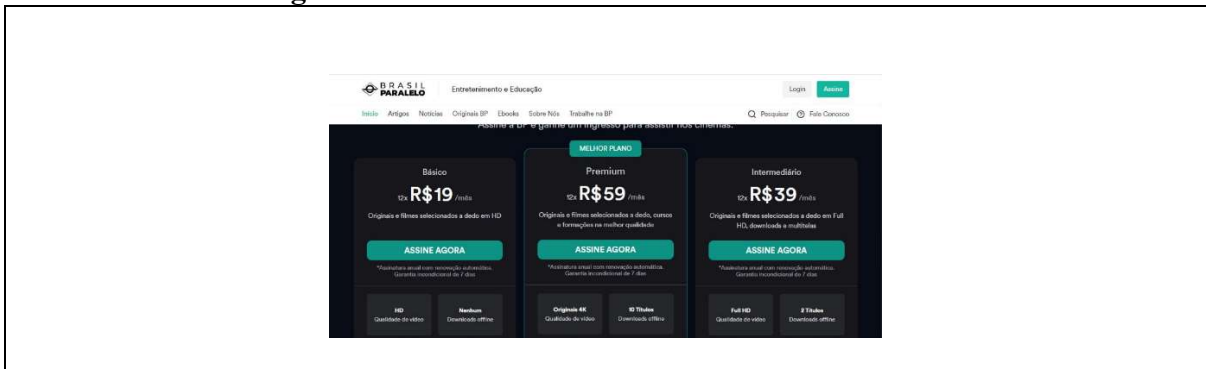 BRASIL
PARALELO
Entretenimento e Educação
Login
Assine
Início Artigos Notícias Originais BP Ebooks Sobre Nós Trabalhe na BP
Pesquisar Fale Conosco
Assine a BP e ganhe um ingresso para assistir nos cinemas.
MELHOR PLANO
Básico
12x R$19 /mês
Originais e filmes selecionados a dedo em HD
ASSINE AGORA
*Assinatura anual com renovação automática.
Garantia incondicional de 7 dias
HD
Qualidade de vídeo
Nenhum
Downloads offline
Premium
12x R$59 /mês
Originais e filmes selecionados a dedo, cursos
e formações na melhor qualidade
ASSINE AGORA
*Assinatura anual com renovação automática.
Garantia incondicional de 7 dias
Originais 4K
Qualidade de vídeo
10 Títulos
Downloads offline
Intermediário
12x R$39 /mês
Originais e filmes selecionados a dedo em Full
HD, downloads e multitelas
ASSINE AGORA
*Assinatura anual com renovação automática.
Garantia incondicional de 7 dias
Full HD
Qualidade de vídeo
2 Títulos
Downloads offline